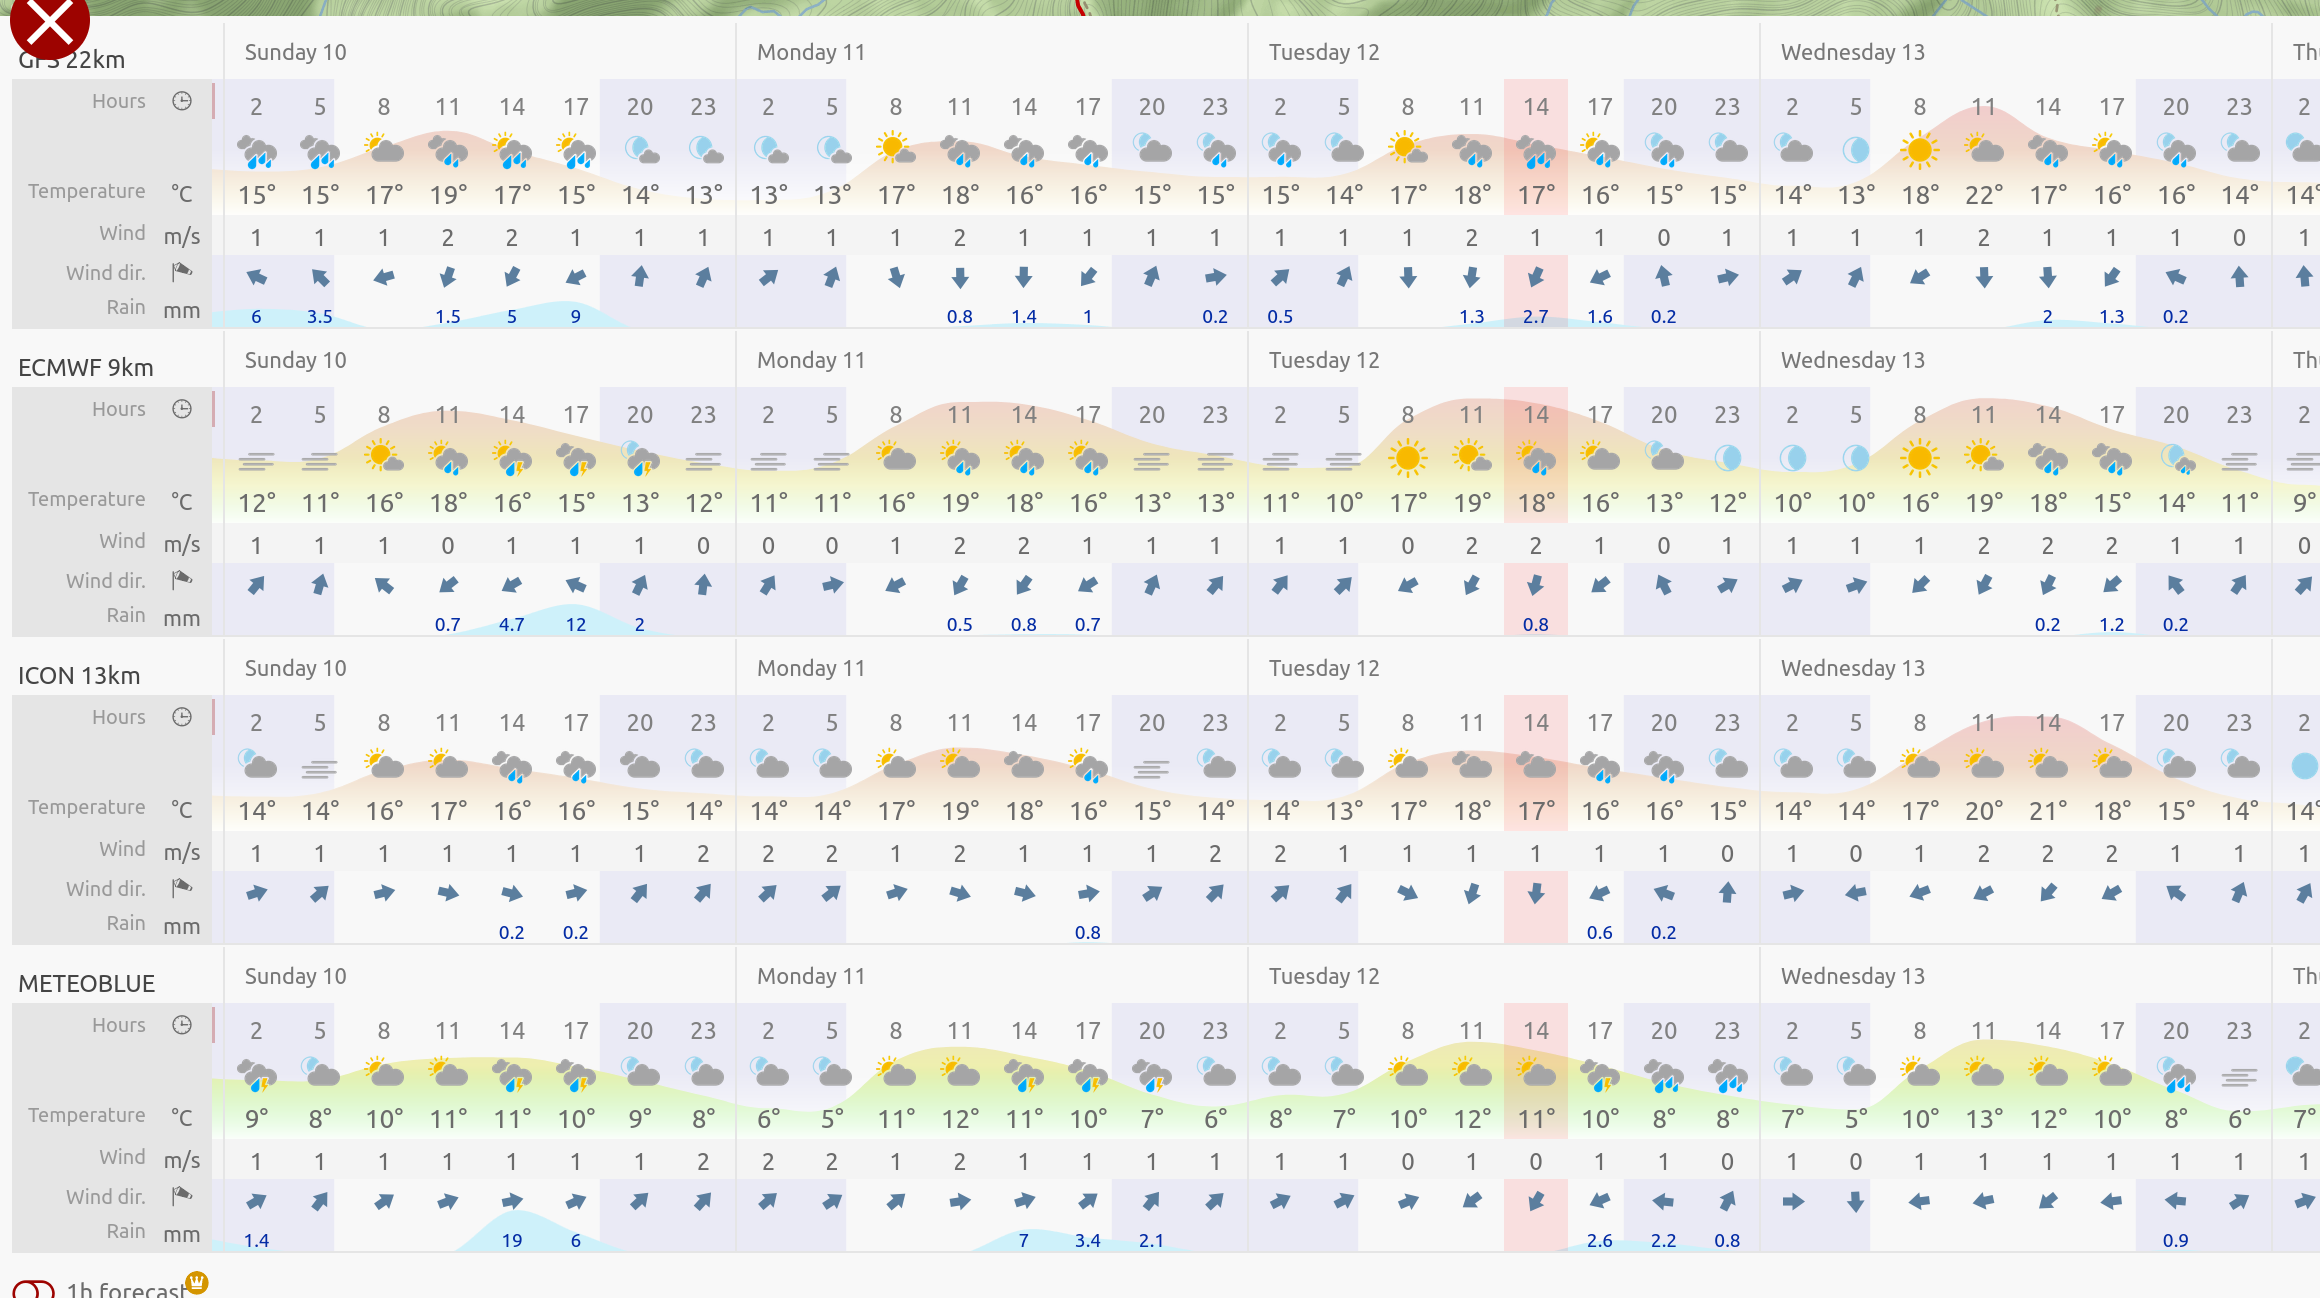 Sunday 10 Monday 11 Tuesday 12 Wednesday 13 Thu
GFS 22km
Hours 2 5 8 11 14 17 20 23 2 5 8 11 14 17 20 23 2 5 8 11 14 17 20 23 2 5 8 11 14 17 20 23 2
Temperature °C 15° 15° 17° 19° 17° 15° 14° 13° 13° 13° 17° 18° 16° 16° 15° 15° 15° 14° 17° 18° 17° 16° 15° 15° 14° 13° 18° 22° 17° 16° 16° 14° 14°
Wind m/s 1 1 1 2 2 1 1 1 1 1 1 2 1 1 1 1 1 1 1 2 1 1 0 1 1 1 1 2 1 1 1 0 1
Wind dir.
Rain mm 6 3.5 1.5 5 9 0.8 1.4 1 0.2 0.5 1.3 2.7 1.6 0.2 2 1.3 0.2
Sunday 10 Monday 11 Tuesday 12 Wednesday 13 Thu
ECMWF 9km
Hours 2 5 8 11 14 17 20 23 2 5 8 11 14 17 20 23 2 5 8 11 14 17 20 23 2 5 8 11 14 17 20 23 2
Temperature °C 12° 11° 16° 18° 16° 15° 13° 12° 11° 11° 16° 19° 18° 16° 13° 13° 11° 10° 17° 19° 18° 16° 13° 12° 10° 10° 16° 19° 18° 15° 14° 11° 9°
Wind m/s 1 1 1 0 1 1 1 0 0 0 1 2 2 1 1 1 1 1 0 2 2 1 0 1 1 1 1 2 2 2 1 1 0
Wind dir.
Rain mm 0.7 4.7 12 2 0.5 0.8 0.7 0.8 0.2 1.2 0.2
Sunday 10 Monday 11 Tuesday 12 Wednesday 13
ICON 13km
Hours 2 5 8 11 14 17 20 23 2 5 8 11 14 17 20 23 2 5 8 11 14 17 20 23 2 5 8 11 14 17 20 23 2
Temperature °C 14° 14° 16° 17° 16° 16° 15° 14° 14° 14° 17° 19° 18° 16° 15° 14° 14° 13° 17° 18° 17° 16° 16° 15° 14° 14° 17° 20° 21° 18° 15° 14° 14°
Wind m/s 1 1 1 1 1 1 1 2 2 2 1 2 1 1 1 2 2 1 1 1 1 1 1 0 1 0 1 2 2 2 1 1 1
Wind dir.
Rain mm 0.2 0.2 0.8 0.6 0.2
Sunday 10 Monday 11 Tuesday 12 Wednesday 13 Thu
METEOBLUE
Hours 2 5 8 11 14 17 20 23 2 5 8 11 14 17 20 23 2 5 8 11 14 17 20 23 2 5 8 11 14 17 20 23 2
Temperature °C 9° 8° 10° 11° 11° 10° 9° 8° 6° 5° 11° 12° 11° 10° 7° 6° 8° 7° 10° 12° 11° 10° 8° 8° 7° 5° 10° 13° 12° 10° 8° 6° 7°
Wind m/s 1 1 1 1 1 1 1 2 2 2 1 2 1 1 1 1 1 1 0 1 0 1 1 0 1 0 1 1 1 1 1 1 1
Wind dir.
Rain mm 1.4 19 6 7 3.4 2.1 2.6 2.2 0.8 0.9
1h forecast